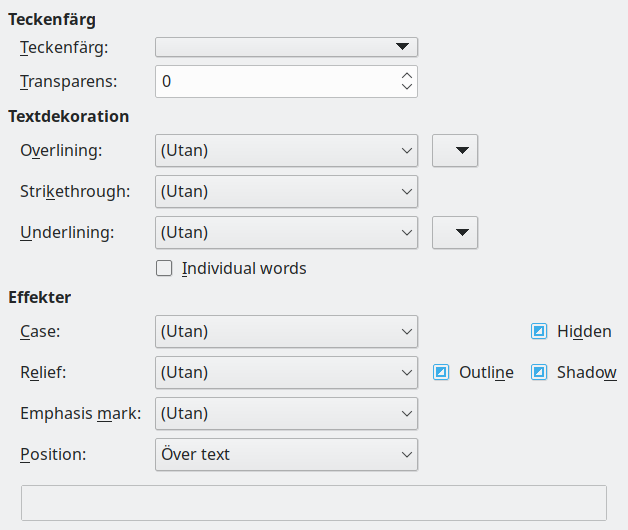 Teckenfärg
Teckenfärg:
Transparens: 0
Textdekoration
Overlining: (Utan)
Strikethrough: (Utan)
Underlining: (Utan)
Individual words
Effekter
Case: (Utan) Hidden
Relief: (Utan) Outline Shadow
Emphasis mark: (Utan)
Position: Över text